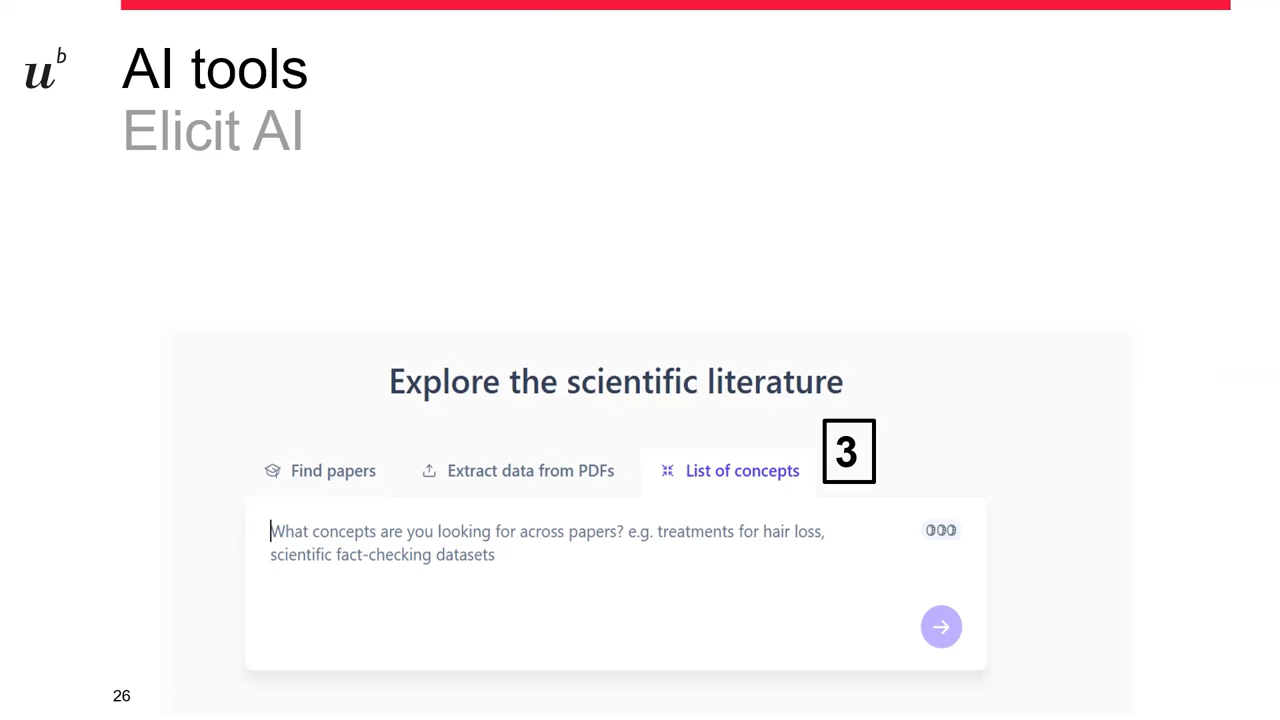 u^b
AI tools
Elicit AI
Explore the scientific literature
3
Find papers
Extract data from PDFs
List of concepts
What concepts are you looking for across papers? e.g. treatments for hair loss,
scientific fact-checking datasets
26